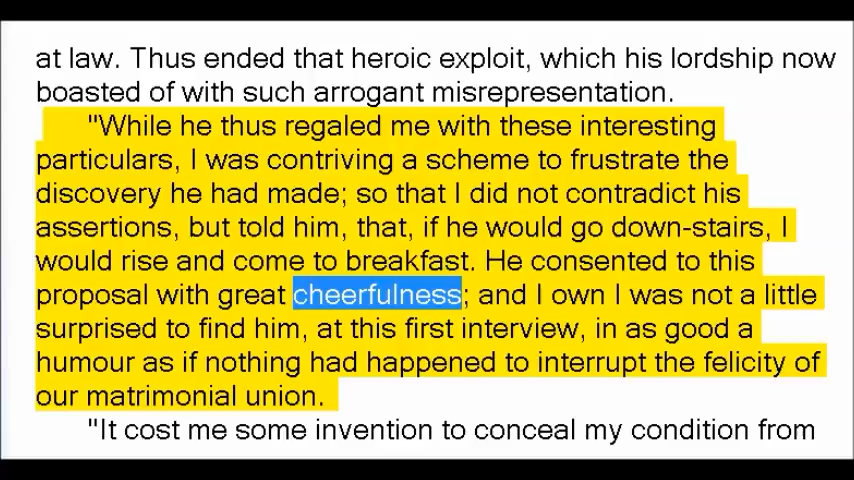 at law. Thus ended that heroic exploit, which his lordship now
boasted of with such arrogant misrepresentation.
"While he thus regaled me with these interesting
particulars, I was contriving a scheme to frustrate the
discovery he had made; so that I did not contradict his
assertions, but told him, that, if he would go down-stairs, I
would rise and come to breakfast. He consented to this
proposal with great cheerfulness; and I own I was not a little
surprised to find him, at this first interview, in as good a
humour as if nothing had happened to interrupt the felicity of
our matrimonial union.
"It cost me some invention to conceal my condition from